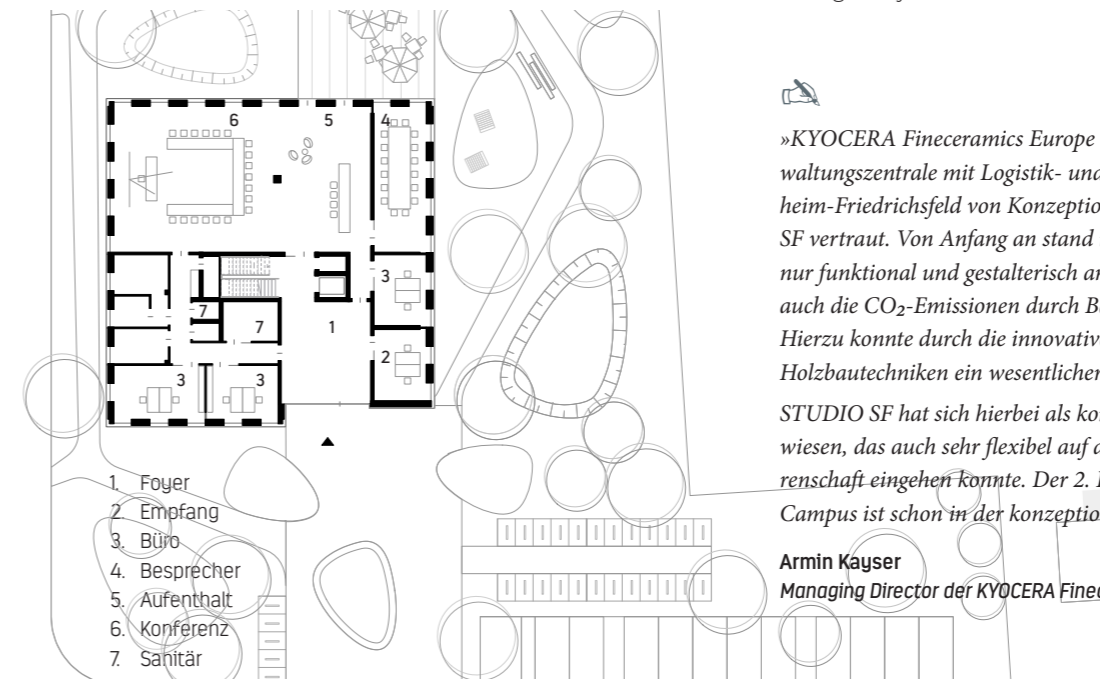 6 5 4
3
7
7 1
2
3 3
1. Foyer
2. Empfang
3. Büro
4. Besprecher
5. Aufenthalt
6. Konferenz
7. Sanitär
»KYOCERA Fineceramics Europe
waltungszentrale mit Logistik- und
heim-Friedrichsfeld von Konzeptio
SF vertraut. Von Anfang an stand
nur funktional und gestalterisch an
auch die CO₂-Emissionen durch B
Hierzu konnte durch die innovativ
Holzbautechniken ein wesentlicher
STUDIO SF hat sich hierbei als ko
wiesen, das auch sehr flexibel auf
renschaft eingehen konnte. Der 2.
Campus ist schon in der konzeptio
Armin Kayser
Managing Director der KYOCERA Finec